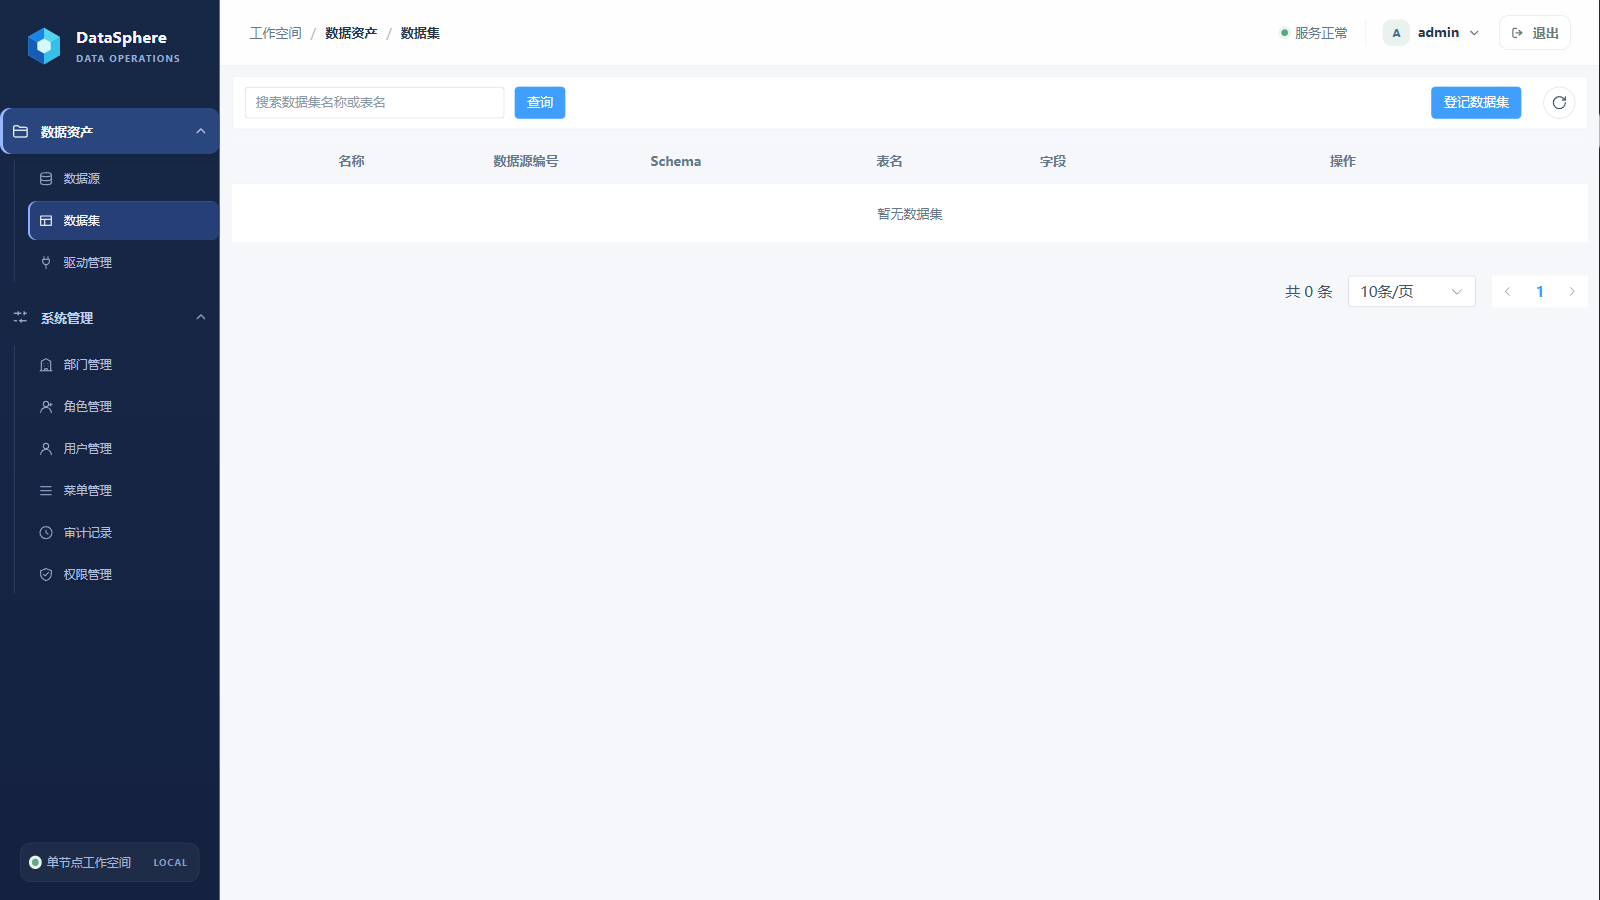 DataSphere
DATA OPERATIONS
数据资产
数据源
数据集
驱动管理
系统管理
部门管理
角色管理
用户管理
菜单管理
审计记录
权限管理
单节点工作空间 LOCAL
工作空间 / 数据资产 / 数据集
服务正常 A admin 退出
搜索数据集名称或表名 查询 登记数据集
名称 数据源编号 Schema 表名 字段 操作
暂无数据集
共 0 条 10条/页 1